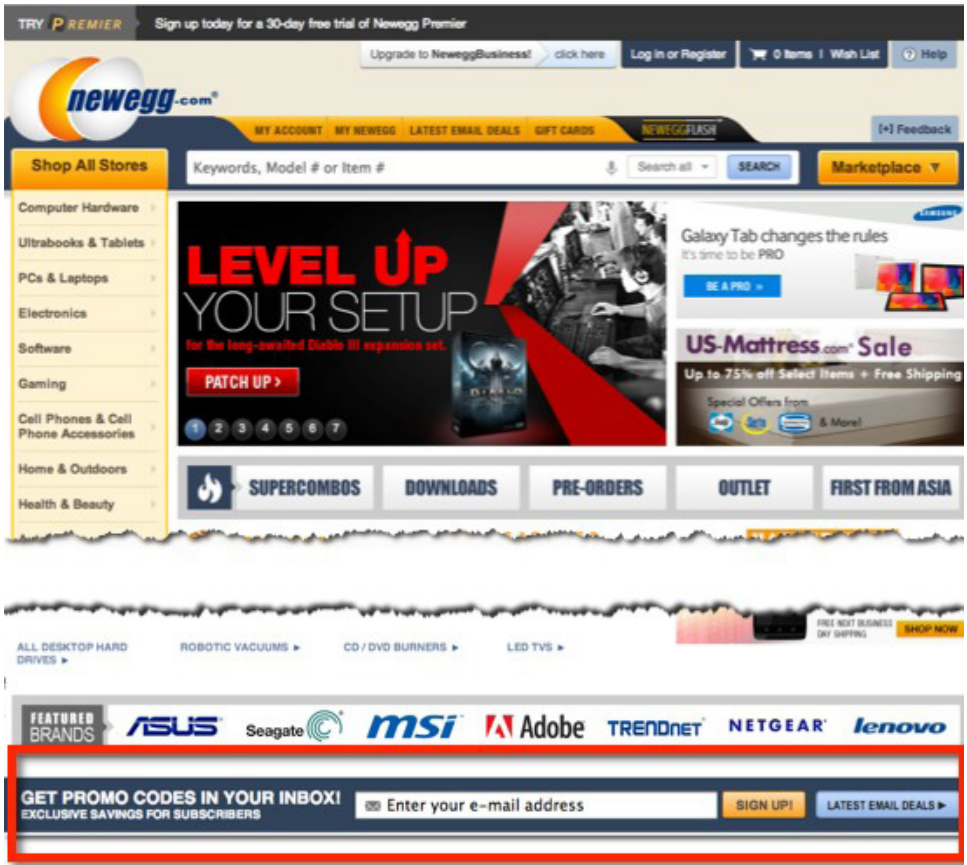 TRY PREMIER Sign up today for a 30-day free trial of Newegg Premier
Upgrade to NeweggBusiness! click here Log in or Register 0 Items | Wish List ? Help
newegg.com®
MY ACCOUNT MY NEWEGG LATEST EMAIL DEALS GIFT CARDS NEWEGGFLASH [+] Feedback
Shop All Stores
Keywords, Model # or Item # Search all SEARCH
Marketplace ▼
Computer Hardware
Ultrabooks & Tablets
PCs & Laptops
Electronics
Software
Gaming
Cell Phones & Cell
Phone Accessories
Home & Outdoors
Health & Beauty
LEVEL UP
YOUR SETUP
for the long-awaited Diablo III expansion set.
PATCH UP >
DIABLO
1 2 3 4 5 6 7
SAMSUNG
Galaxy Tab changes the rules
It's time to be PRO
BE A PRO »
US-Mattress.com® Sale
Up to 75% off Select Items + Free Shipping
Special Offers from
Serta
& More!
SUPERCOMBOS DOWNLOADS PRE-ORDERS OUTLET FIRST FROM ASIA
FREE NEXT BUSINESS
DAY SHIPPING
SHOP NOW
ALL DESKTOP HARD
DRIVES ►
ROBOTIC VACUUMS ►
CD / DVD BURNERS ►
LED TVS ►
FEATURED
BRANDS
ASUS Seagate msi Adobe TRENDNET NETGEAR® lenovo
GET PROMO CODES IN YOUR INBOX!
EXCLUSIVE SAVINGS FOR SUBSCRIBERS
Enter your e-mail address
SIGN UP!
LATEST EMAIL DEALS ►